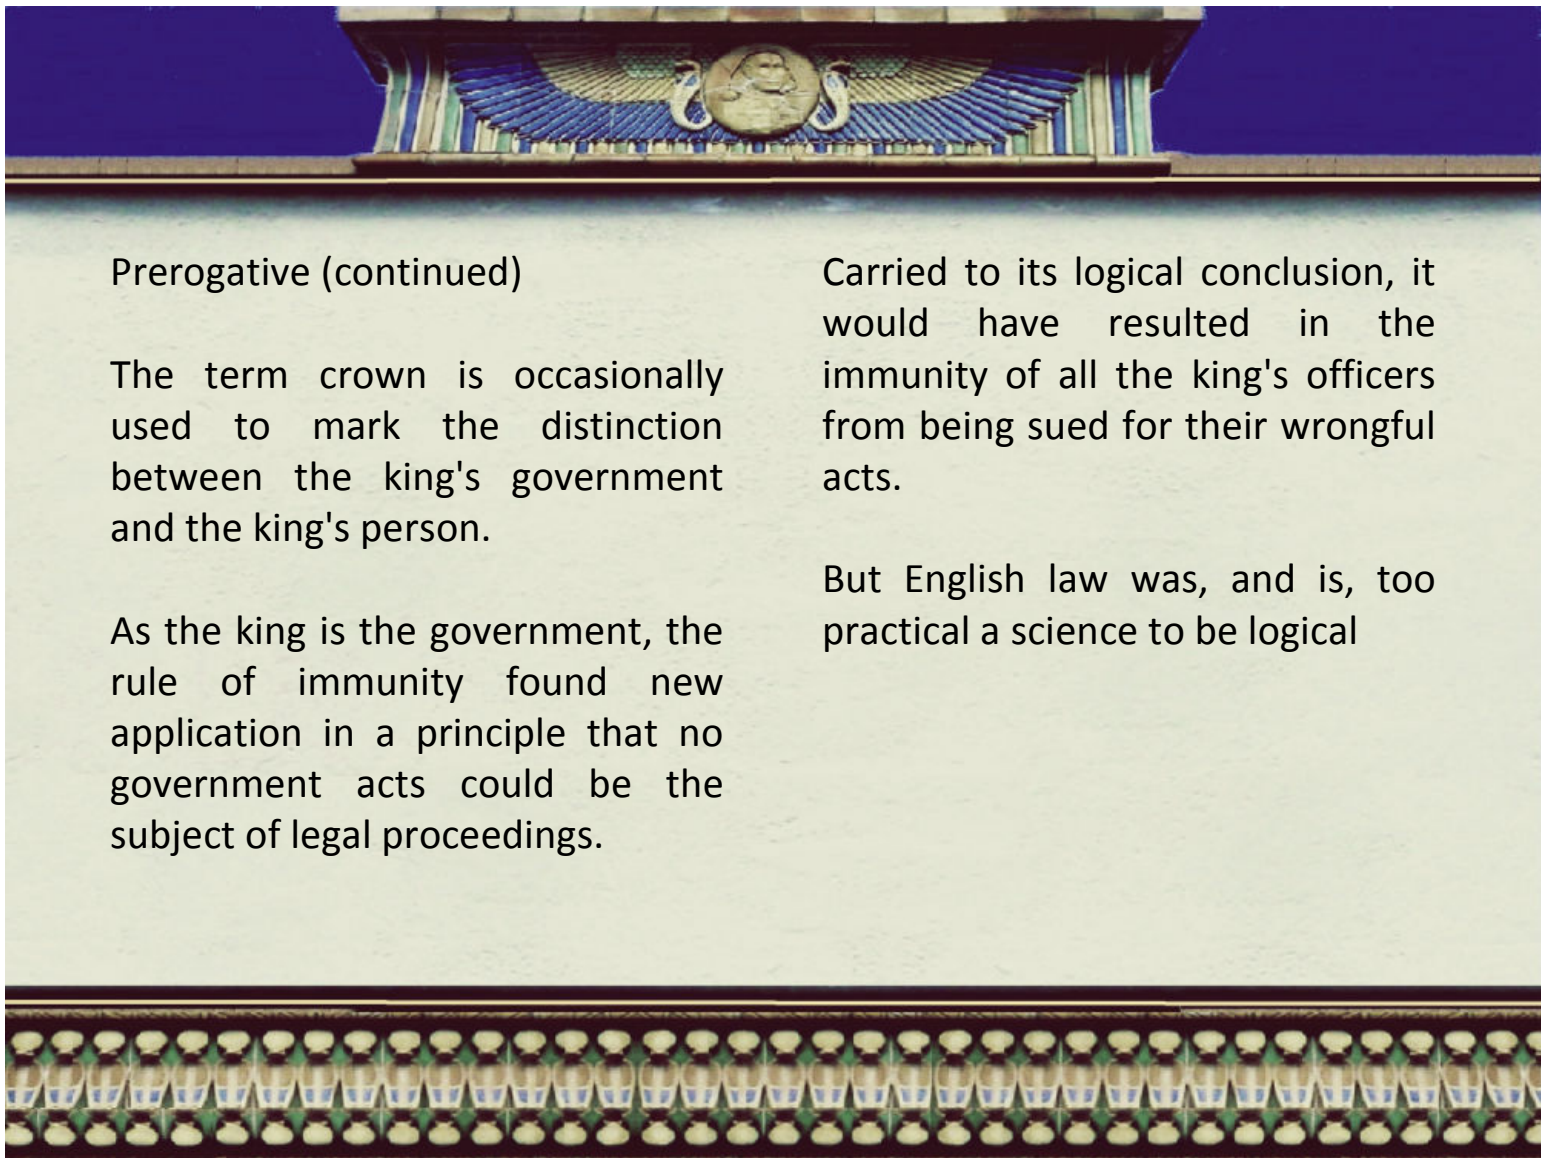 Prerogative (continued)
The term crown is occasionally
used to mark the distinction
between the king's government
and the king's person.
As the king is the government, the
rule of immunity found new
application in a principle that no
government acts could be the
subject of legal proceedings.
Carried to its logical conclusion, it
would have resulted in the
immunity of all the king's officers
from being sued for their wrongful
acts.
But English law was, and is, too
practical a science to be logical